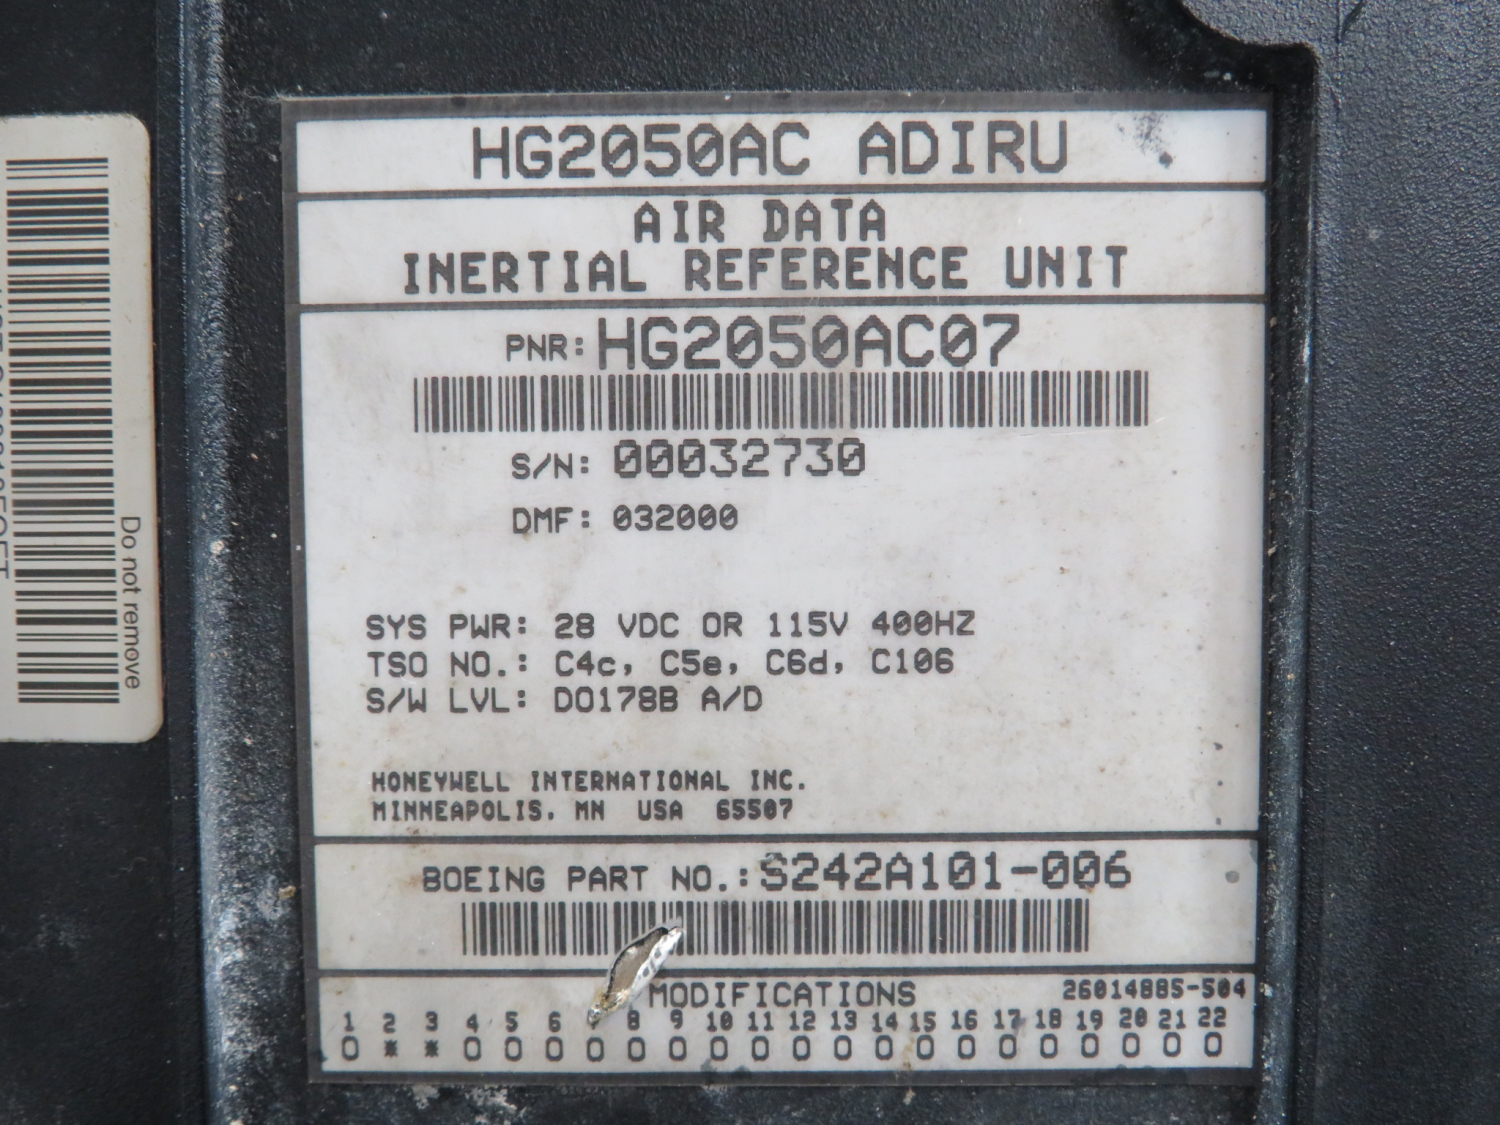 HG2050AC ADIRU
AIR DATA
INERTIAL REFERENCE UNIT
PNR: HG2050AC07
S/N: 00032730
DMF: 032000
SYS PWR: 28 VDC OR 115V 400HZ
TSO NO.: C4c, C5e, C6d, C106
S/W LVL: DO178B A/D
HONEYWELL INTERNATIONAL INC.
MINNEAPOLIS, MN USA 65507
BOEING PART NO.: S242A101-006
MODIFICATIONS 26014885-504
1 2 3 4 5 6 8 9 10 11 12 13 14 15 16 17 18 19 20 21 22
O * * O O O O O O O O O O O O O O O O O O O
Do not remove